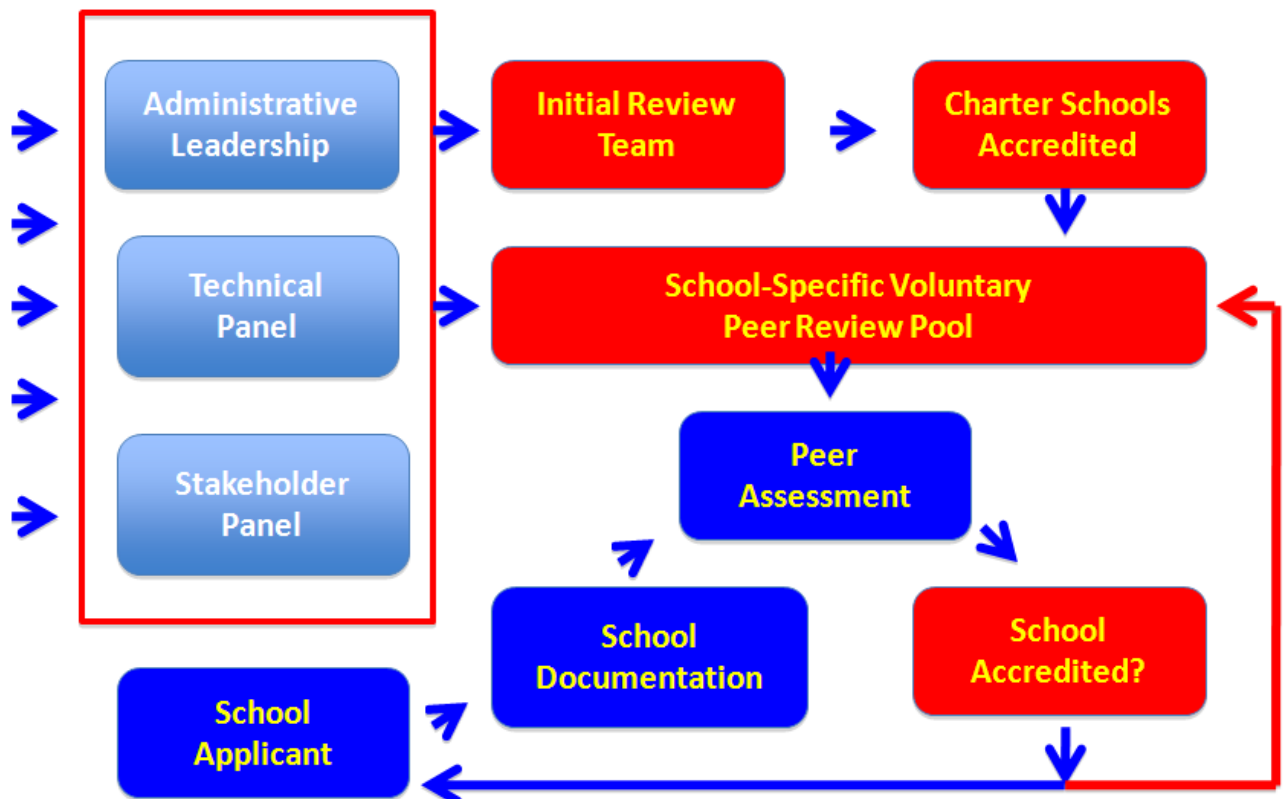 Administrative
Leadership
Initial Review
Team
Charter Schools
Accredited
Technical
Panel
School-Specific Voluntary
Peer Review Pool
Stakeholder
Panel
Peer
Assessment
School
Documentation
School
Accredited?
School
Applicant